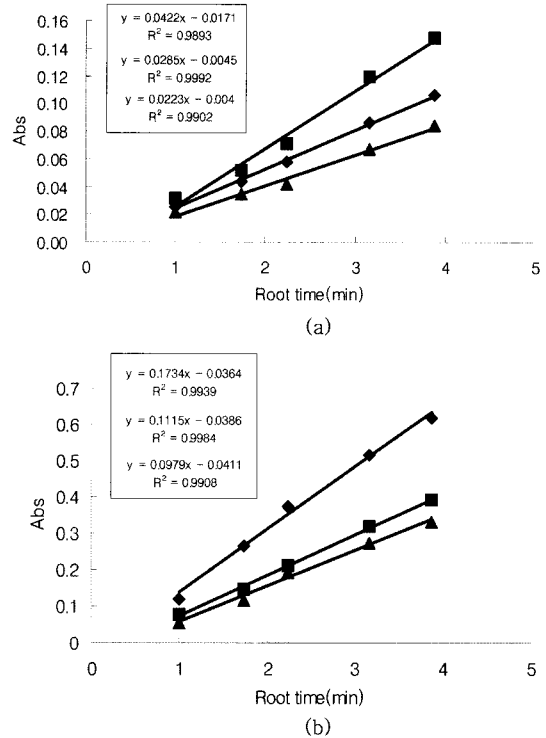 y = 0.0422x − 0.0171
R² = 0.9893
y = 0.0285x − 0.0045
R² = 0.9992
y = 0.0223x − 0.004
R² = 0.9902
0.16
0.14
0.12
0.10
0.08
0.06
0.04
0.02
0.00
Abs
0 1 2 3 4 5
Root time(min)
(a)
y = 0.1734x − 0.0364
R² = 0.9939
y = 0.1115x − 0.0386
R² = 0.9984
y = 0.0979x − 0.0411
R² = 0.9908
0.7
0.6
0.5
0.4
0.3
0.2
0.1
0
Abs
0 1 2 3 4 5
Root time(min)
(b)